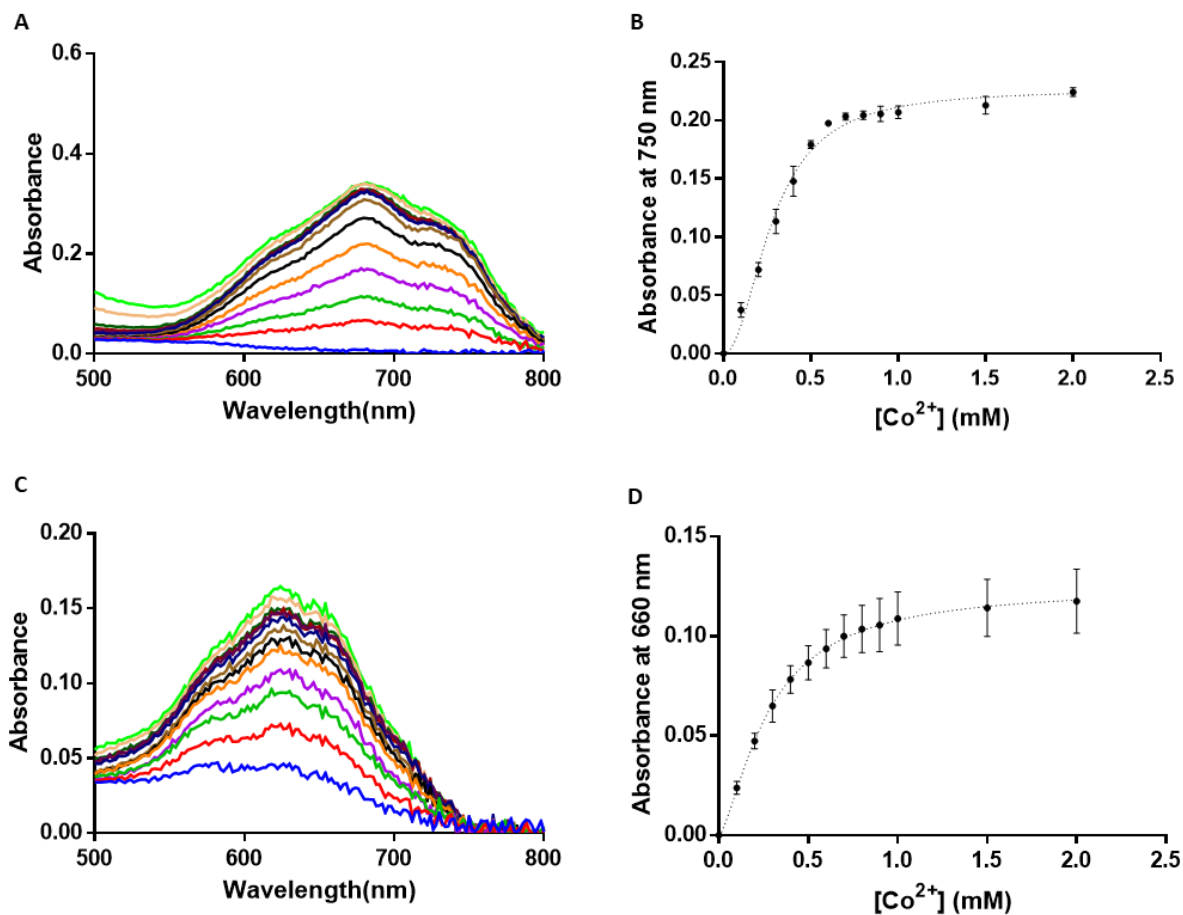 A
0.6
0.4
0.2
0.0
500 600 700 800
Absorbance
Wavelength(nm)
B
0.25
0.20
0.15
0.10
0.05
0.00
0.0 0.5 1.0 1.5 2.0 2.5
Absorbance at 750 nm
[Co²⁺] (mM)
C
0.20
0.15
0.10
0.05
0.00
500 600 700 800
Absorbance
Wavelength(nm)
D
0.15
0.10
0.05
0.00
0.0 0.5 1.0 1.5 2.0 2.5
Absorbance at 660 nm
[Co²⁺] (mM)